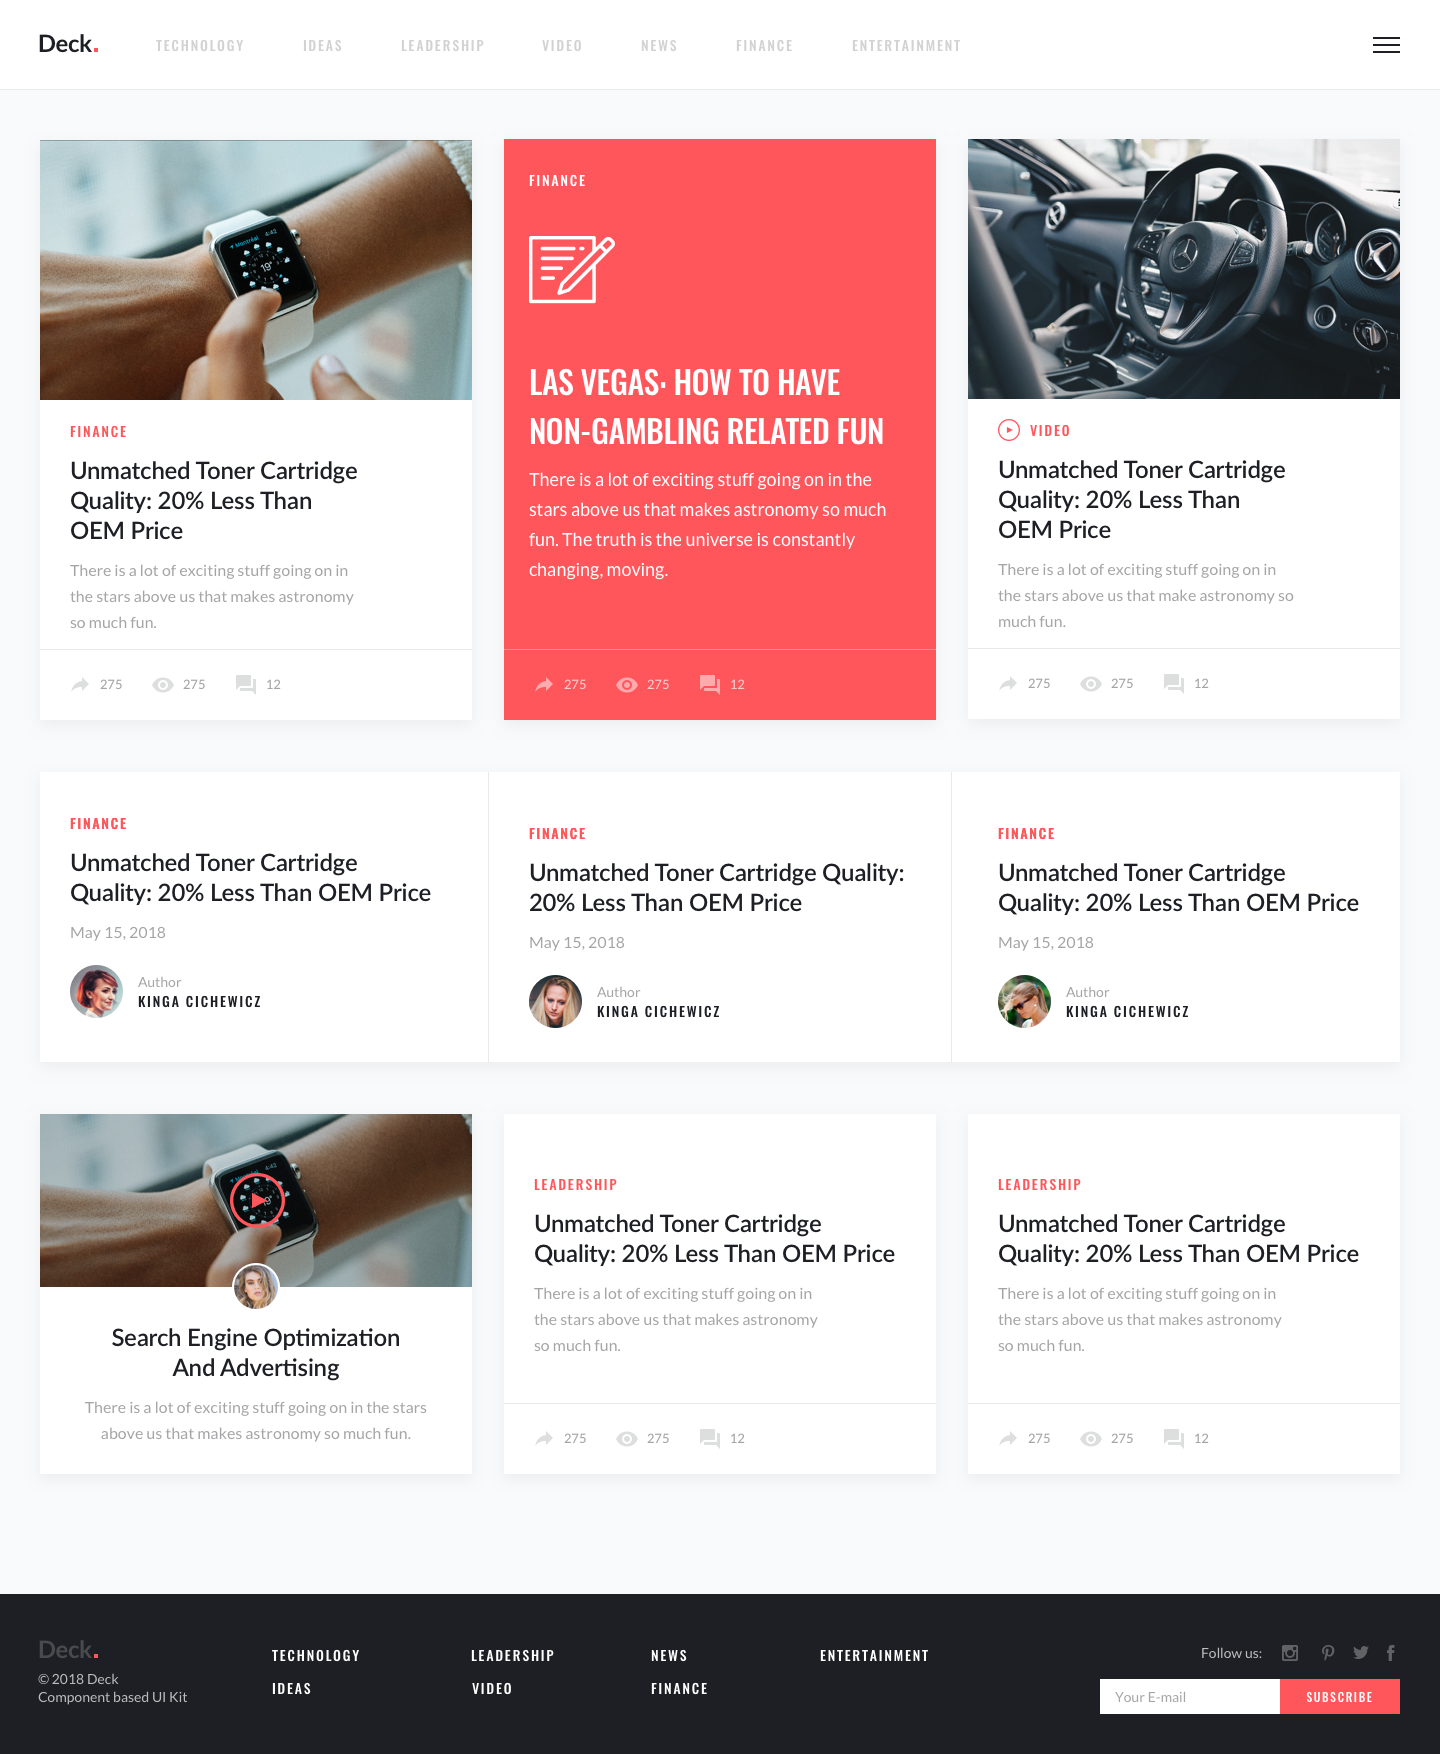 Deck.
TECHNOLOGY
IDEAS
LEADERSHIP
VIDEO
NEWS
FINANCE
ENTERTAINMENT
Montréal 4:42
19°
FINANCE
Unmatched Toner Cartridge
Quality: 20% Less Than
OEM Price
There is a lot of exciting stuff going on in
the stars above us that makes astronomy
so much fun.
275
275
12
FINANCE
LAS VEGAS: HOW TO HAVE
NON-GAMBLING RELATED FUN
There is a lot of exciting stuff going on in the
stars above us that makes astronomy so much
fun. The truth is the universe is constantly
changing, moving.
275
275
12
VIDEO
Unmatched Toner Cartridge
Quality: 20% Less Than
OEM Price
There is a lot of exciting stuff going on in
the stars above us that make astronomy so
much fun.
275
275
12
FINANCE
Unmatched Toner Cartridge
Quality: 20% Less Than OEM Price
May 15, 2018
Author
KINGA CICHEWICZ
FINANCE
Unmatched Toner Cartridge Quality:
20% Less Than OEM Price
May 15, 2018
Author
KINGA CICHEWICZ
FINANCE
Unmatched Toner Cartridge
Quality: 20% Less Than OEM Price
May 15, 2018
Author
KINGA CICHEWICZ
4:42
Search Engine Optimization
And Advertising
There is a lot of exciting stuff going on in the stars
above us that makes astronomy so much fun.
LEADERSHIP
Unmatched Toner Cartridge
Quality: 20% Less Than OEM Price
There is a lot of exciting stuff going on in
the stars above us that makes astronomy
so much fun.
275
275
12
LEADERSHIP
Unmatched Toner Cartridge
Quality: 20% Less Than OEM Price
There is a lot of exciting stuff going on in
the stars above us that makes astronomy
so much fun.
275
275
12
Deck.
© 2018 Deck
Component based UI Kit
TECHNOLOGY
IDEAS
LEADERSHIP
VIDEO
NEWS
FINANCE
ENTERTAINMENT
Follow us:
Your E-mail
SUBSCRIBE